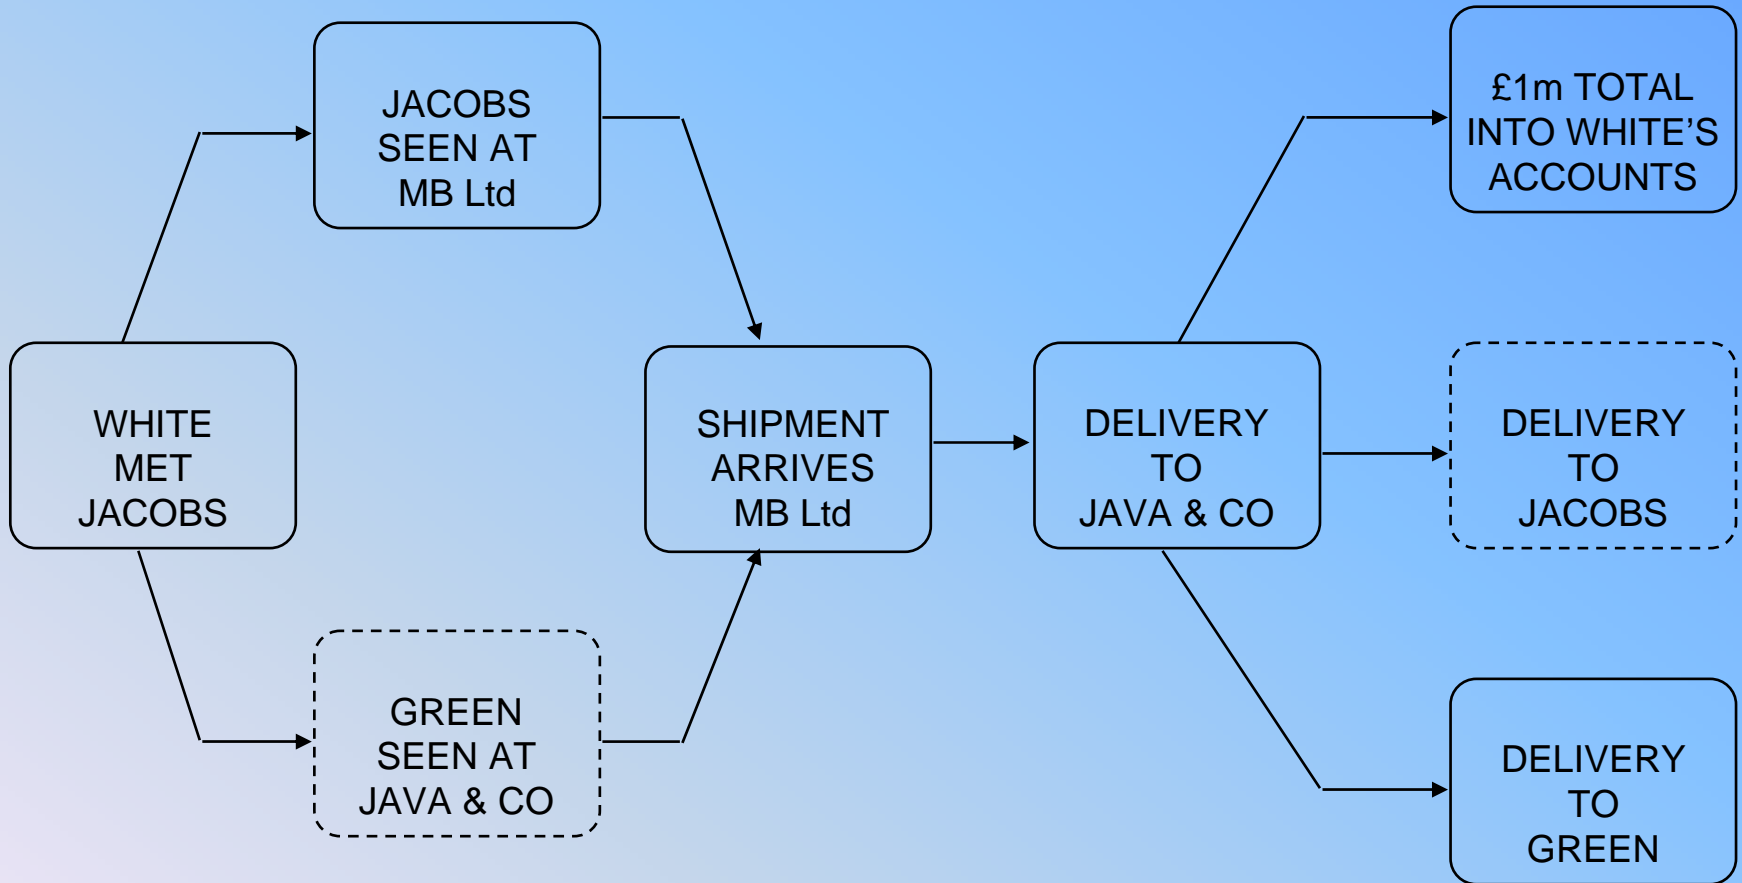 WHITE
MET
JACOBS
JACOBS
SEEN AT
MB Ltd
GREEN
SEEN AT
JAVA & CO
SHIPMENT
ARRIVES
MB Ltd
DELIVERY
TO
JAVA & CO
£1m TOTAL
INTO WHITE’S
ACCOUNTS
DELIVERY
TO
JACOBS
DELIVERY
TO
GREEN